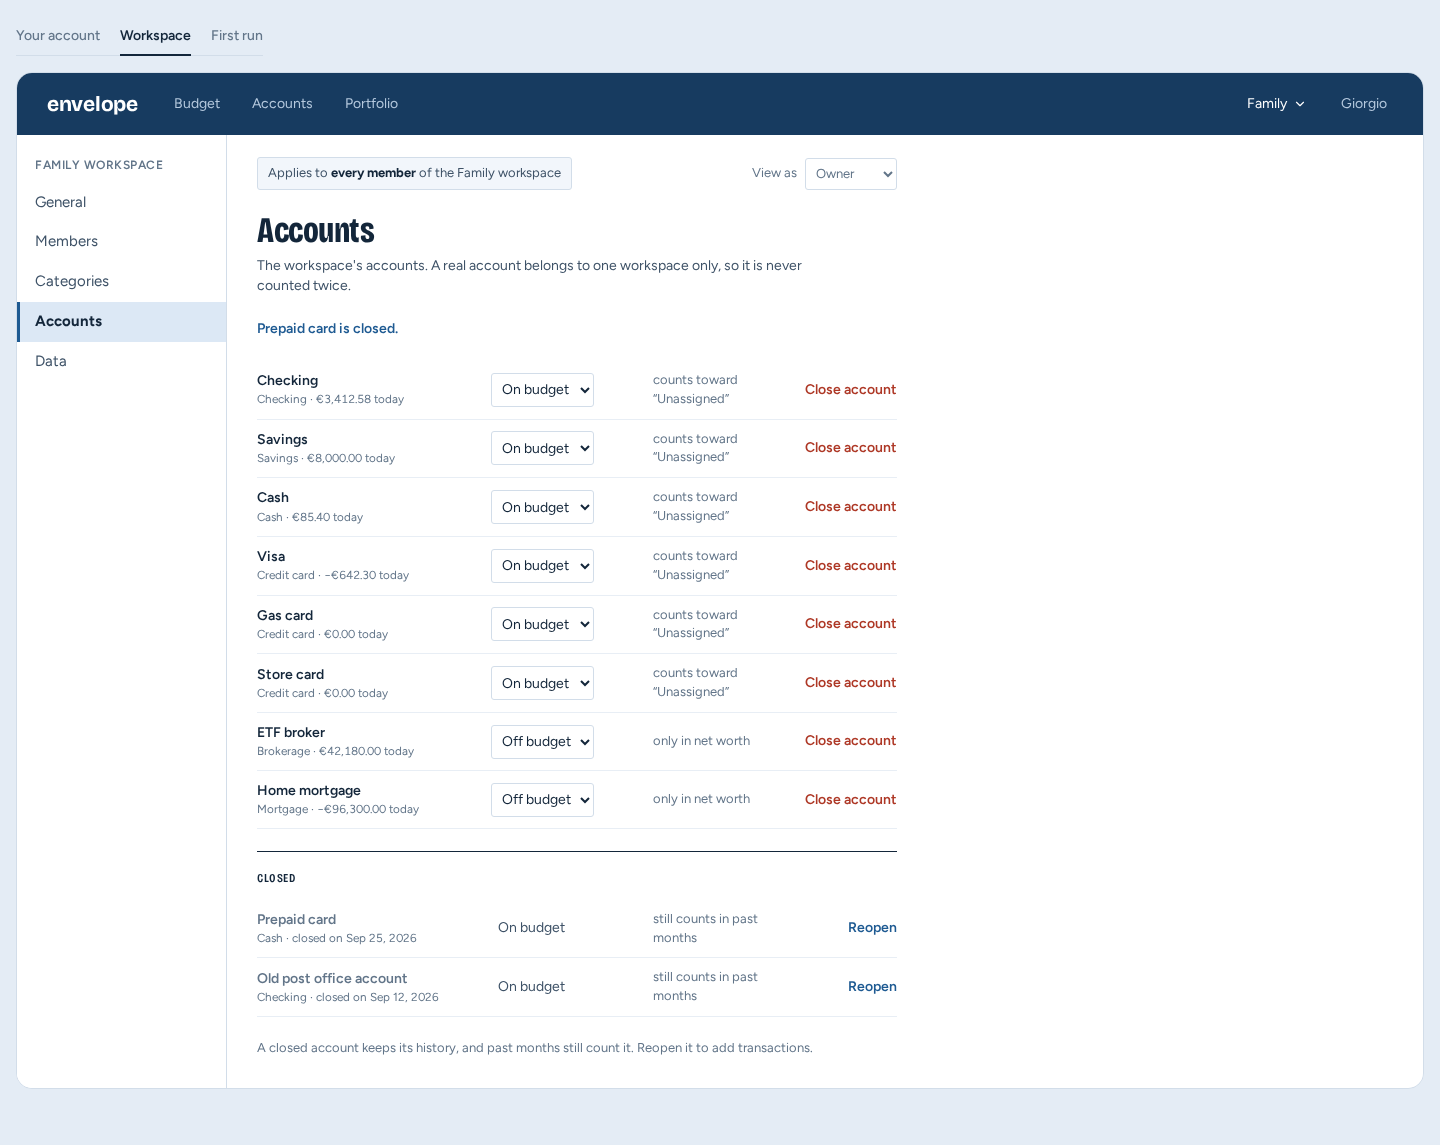 Your account Workspace First run
envelope Budget Accounts Portfolio Family Giorgio
FAMILY WORKSPACE
General
Members
Categories
Accounts
Data
Applies to every member of the Family workspace
View as Owner
Accounts
The workspace's accounts. A real account belongs to one workspace only, so it is never
counted twice.
Prepaid card is closed.
Checking
Checking · €3,412.58 today
On budget
counts toward
“Unassigned”
Close account
Savings
Savings · €8,000.00 today
On budget
counts toward
“Unassigned”
Close account
Cash
Cash · €85.40 today
On budget
counts toward
“Unassigned”
Close account
Visa
Credit card · −€642.30 today
On budget
counts toward
“Unassigned”
Close account
Gas card
Credit card · €0.00 today
On budget
counts toward
“Unassigned”
Close account
Store card
Credit card · €0.00 today
On budget
counts toward
“Unassigned”
Close account
ETF broker
Brokerage · €42,180.00 today
Off budget
only in net worth
Close account
Home mortgage
Mortgage · −€96,300.00 today
Off budget
only in net worth
Close account
CLOSED
Prepaid card
Cash · closed on Sep 25, 2026
On budget
still counts in past
months
Reopen
Old post office account
Checking · closed on Sep 12, 2026
On budget
still counts in past
months
Reopen
A closed account keeps its history, and past months still count it. Reopen it to add transactions.